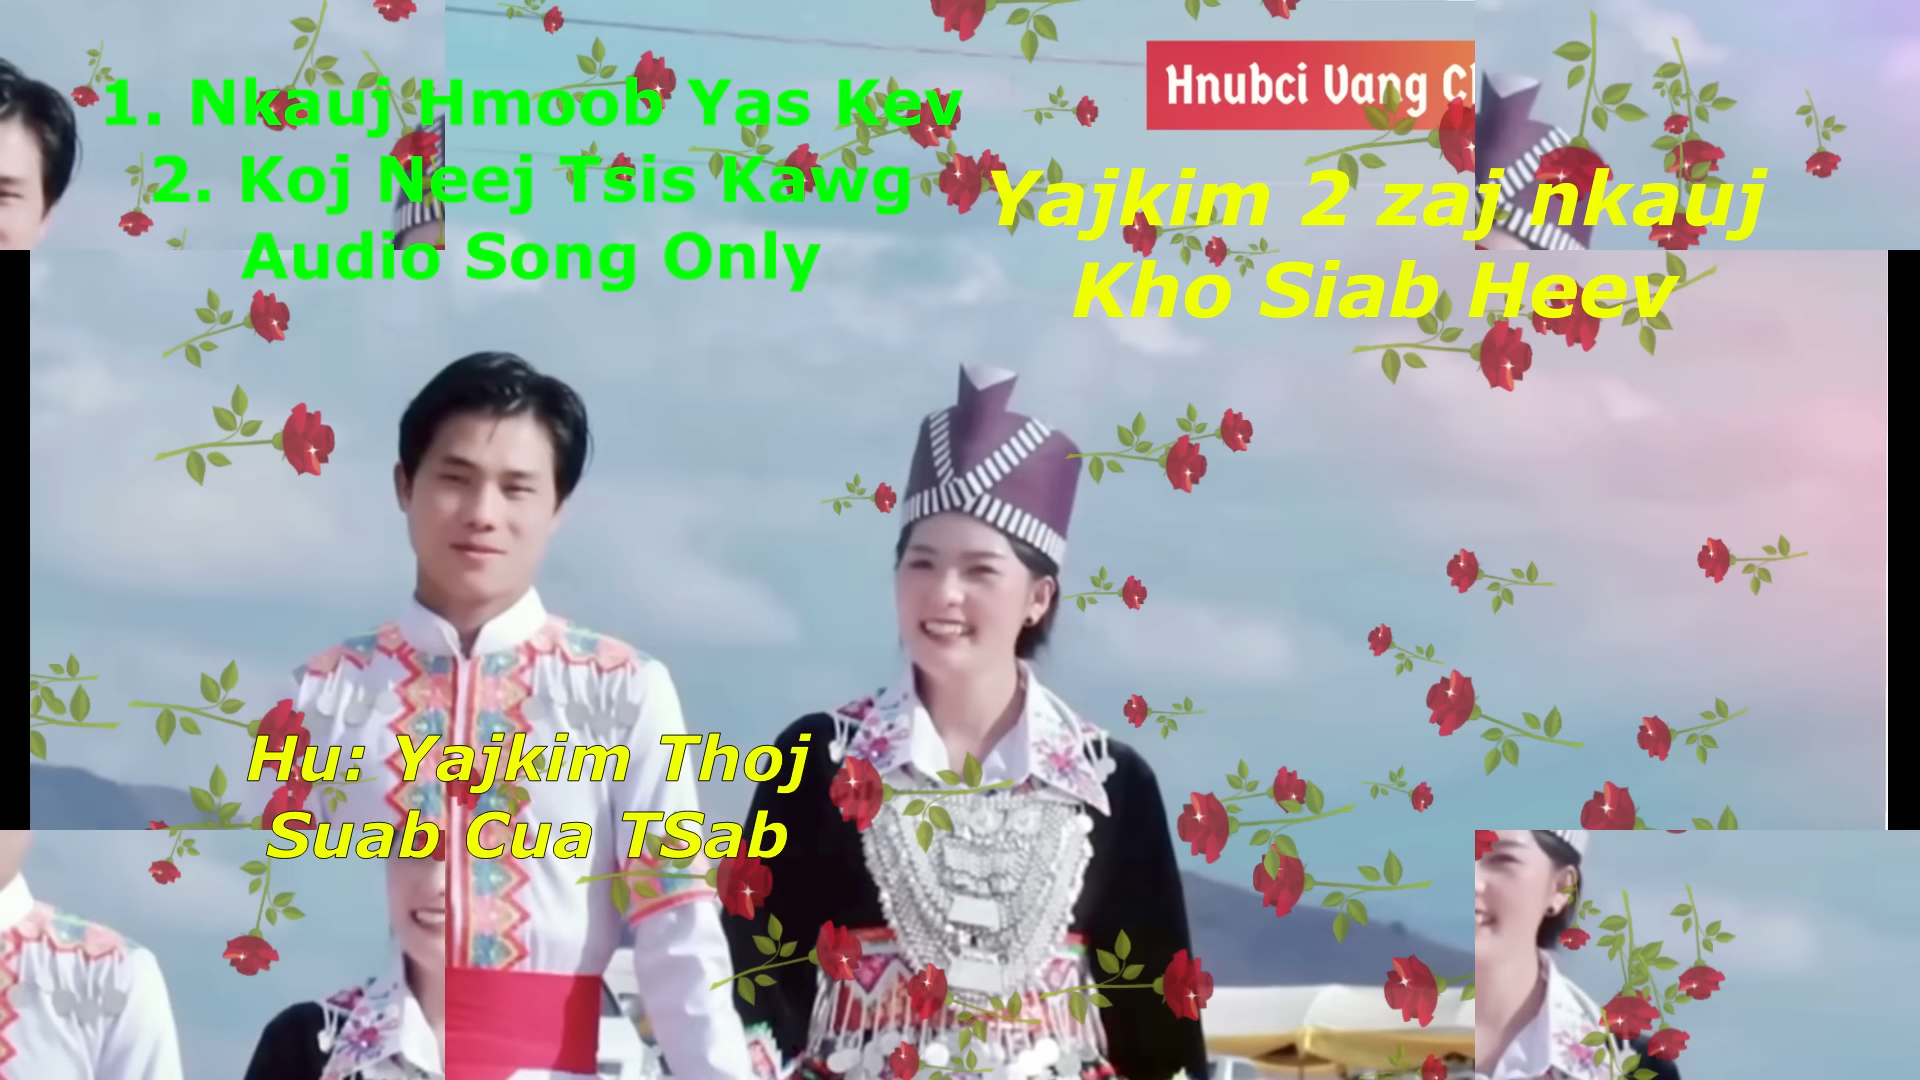 1. Nkauj Hmoob Yas Kev
2. Koj Neej Tsis Kawg
Audio Song Only
Hnubci Vang
Yajkim 2 zaj nkauj
Kho Siab Heev
Hu: Yajkim Thoj
Suab Cua TSab